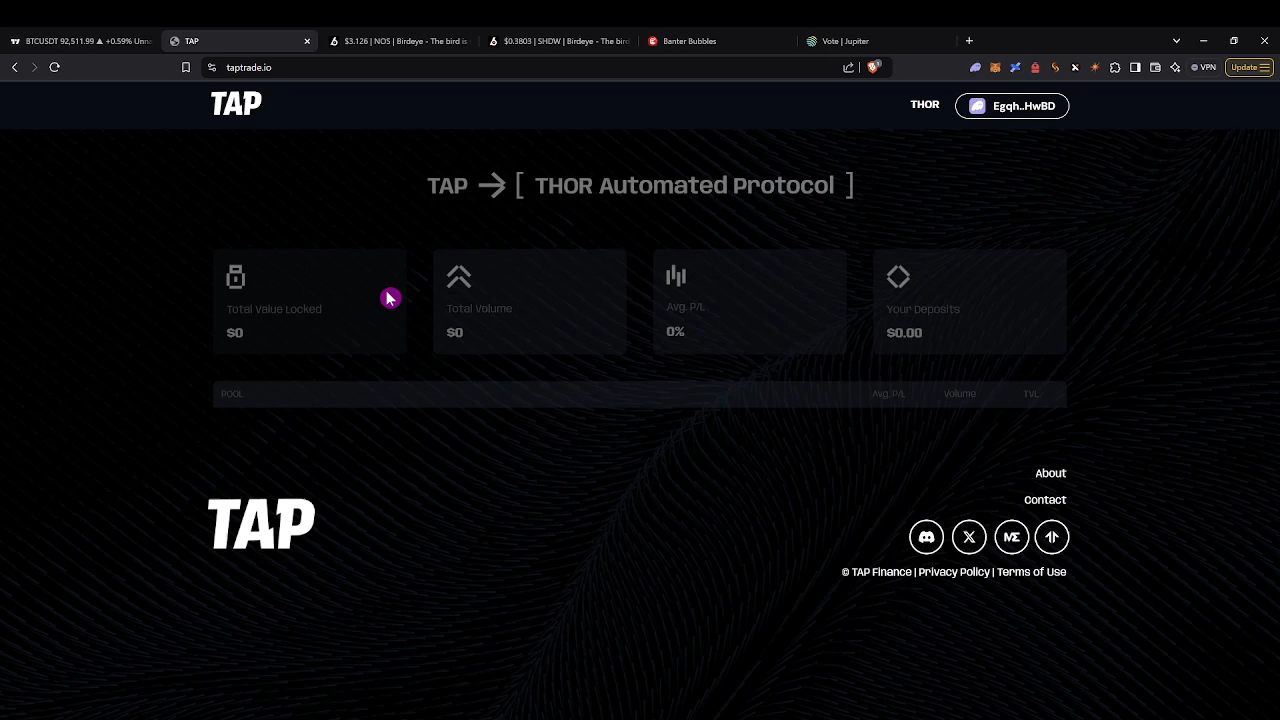 BTCUSDT 92,511.99 ▲ +0.59% Unna
TAP
$3.126 | NOS | Birdeye - The bird is
$0.3803 | SHDW | Birdeye - The bird
Banter Bubbles
Vote | Jupiter
taptrade.io
VPN
Update
TAP
THOR
Egqh..HwBD
TAP → [ THOR Automated Protocol ]
Total Value Locked
$0
Total Volume
$0
Avg. P/L
0%
Your Deposits
$0.00
POOL
Avg. P/L
Volume
TVL
About
Contact
TAP
ME
© TAP Finance | Privacy Policy | Terms of Use